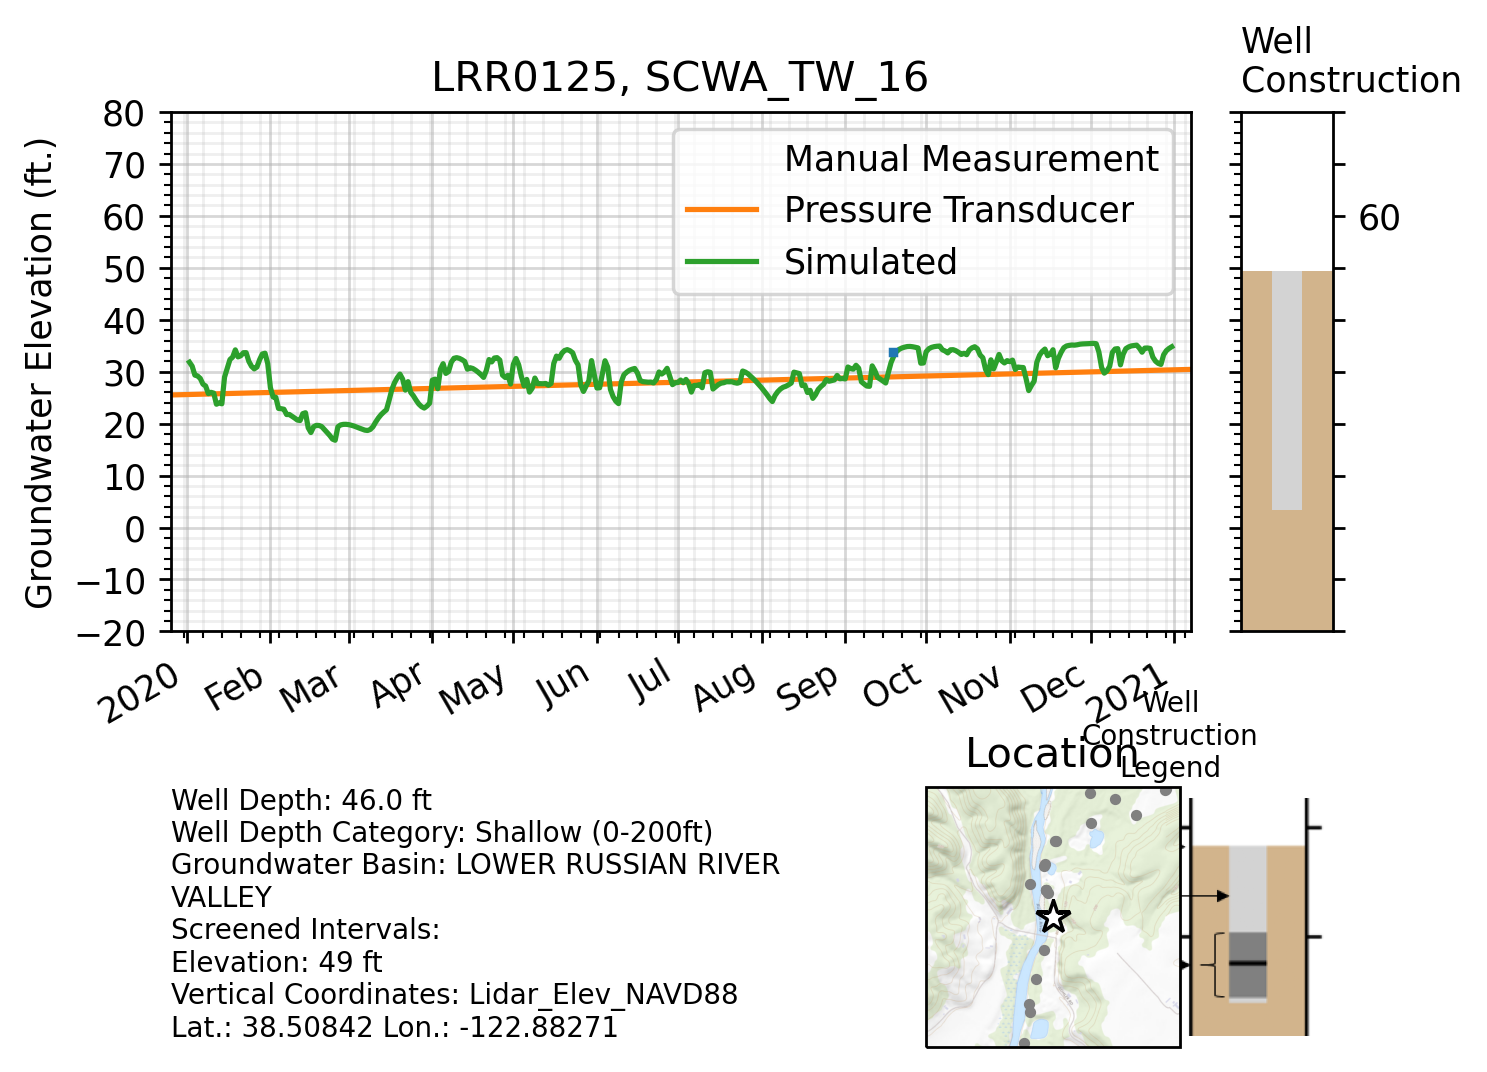 Well
Construction
LRR0125, SCWA_TW_16
Groundwater Elevation (ft.)
80
70
60
50
40
30
20
10
0
−10
−20
Manual Measurement
Pressure Transducer
Simulated
60
2020
Feb
Mar
Apr
May
Jun
Jul
Aug
Sep
Oct
Nov
Dec
2021
Well
Construction
Legend
Location
Well Depth: 46.0 ft
Well Depth Category: Shallow (0-200ft)
Groundwater Basin: LOWER RUSSIAN RIVER
VALLEY
Screened Intervals:
Elevation: 49 ft
Vertical Coordinates: Lidar_Elev_NAVD88
Lat.: 38.50842 Lon.: -122.88271